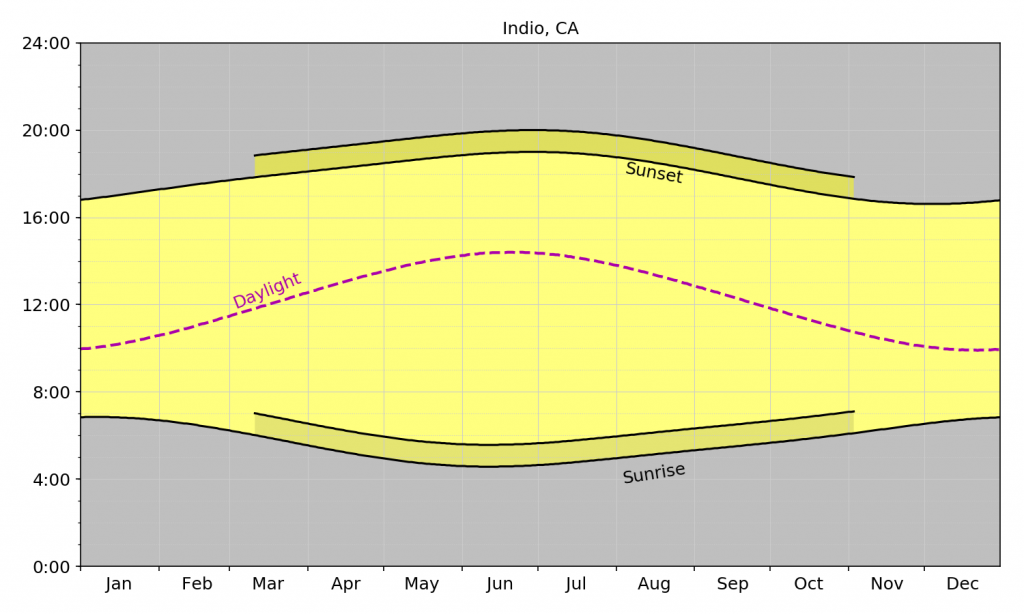 Indio, CA
24:00
20:00
Sunset
16:00
Daylight
12:00
8:00
Sunrise
4:00
0:00
Jan Feb Mar Apr May Jun Jul Aug Sep Oct Nov Dec